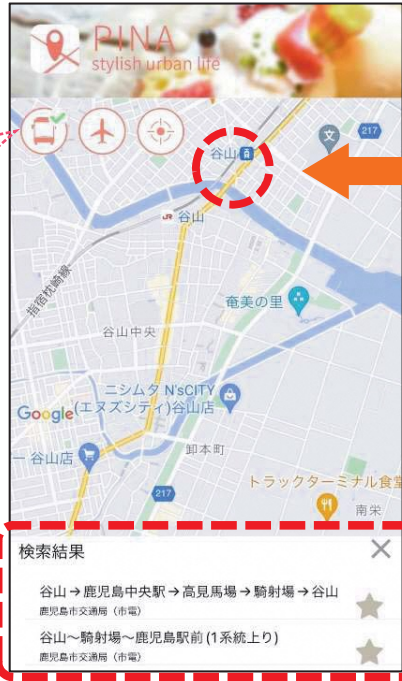 PINA
stylish urban life
文
217
谷山
JR 谷山
指宿枕崎線
奄美の里
谷山中央
ニシムタ N'sCITY
Google
(エヌズシティ)谷山店
卸本町
ー 谷山店
トラックターミナル食堂
217
南栄
検索結果
谷山→鹿児島中央駅→高見馬場→騎射場→谷山
鹿児島市交通局（市電）
谷山～騎射場～鹿児島駅前 (1系統上り)
鹿児島市交通局（市電）